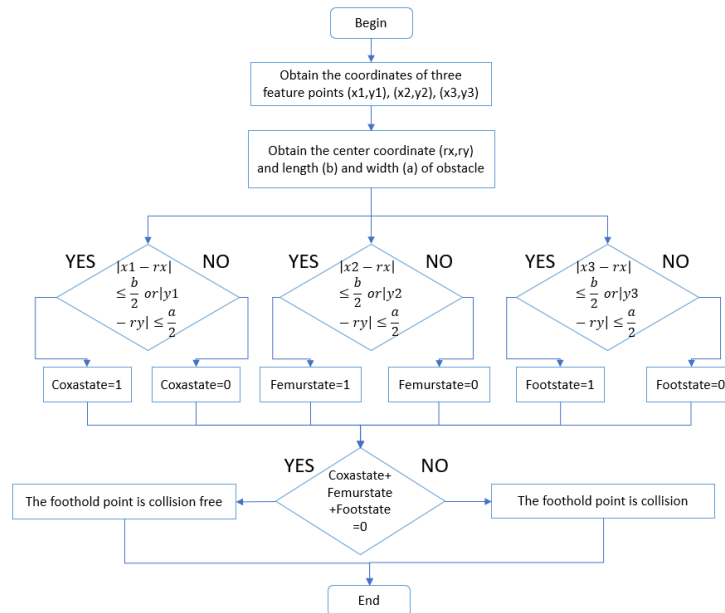 Begin
Obtain the coordinates of three
feature points (x1,y1), (x2,y2), (x3,y3)
Obtain the center coordinate (rx,ry)
and length (b) and width (a) of obstacle
YES
|x1 − rx|
≤ b/2 or|y1
− ry| ≤ a/2
NO
YES
|x2 − rx|
≤ b/2 or|y2
− ry| ≤ a/2
NO
YES
|x3 − rx|
≤ b/2 or|y3
− ry| ≤ a/2
NO
Coxastate=1
Coxastate=0
Femurstate=1
Femurstate=0
Footstate=1
Footstate=0
YES
Coxastate+
Femurstate
+Footstate
=0
NO
The foothold point is collision free
The foothold point is collision
End